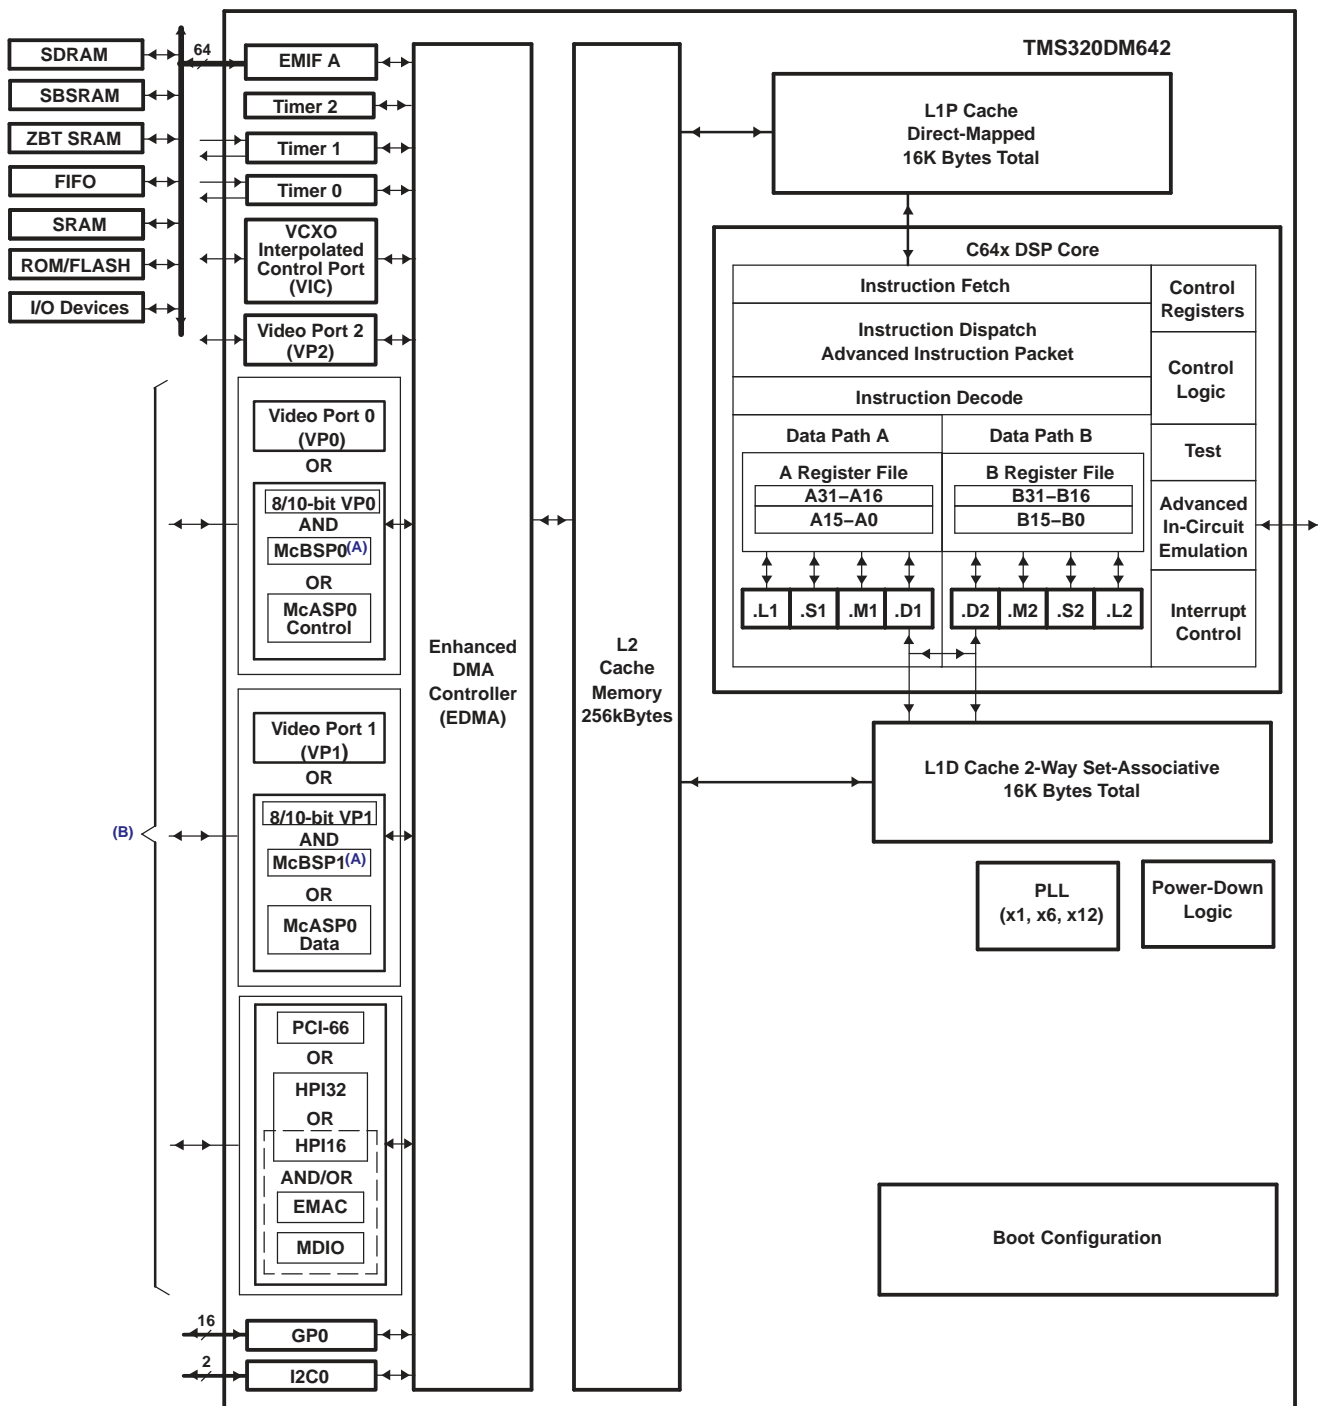 TMS320DM642
SDRAM
SBSRAM
ZBT SRAM
FIFO
SRAM
ROM/FLASH
I/O Devices
64
EMIF A
Timer 2
Timer 1
Timer 0
VCXO
Interpolated
Control Port
(VIC)
Video Port 2
(VP2)
Video Port 0
(VP0)
OR
8/10-bit VP0
AND
McBSP0(A)
OR
McASP0
Control
Video Port 1
(VP1)
OR
8/10-bit VP1
AND
McBSP1(A)
OR
McASP0
Data
(B)
PCI-66
OR
HPI32
OR
HPI16
AND/OR
EMAC
MDIO
16
GP0
2
I2C0
Enhanced
DMA
Controller
(EDMA)
L2
Cache
Memory
256kBytes
L1P Cache
Direct-Mapped
16K Bytes Total
C64x DSP Core
Instruction Fetch
Instruction Dispatch
Advanced Instruction Packet
Instruction Decode
Data Path A
Data Path B
A Register File
A31–A16
A15–A0
B Register File
B31–B16
B15–B0
.L1
.S1
.M1
.D1
.D2
.M2
.S2
.L2
Control
Registers
Control
Logic
Test
Advanced
In-Circuit
Emulation
Interrupt
Control
L1D Cache 2-Way Set-Associative
16K Bytes Total
PLL
(x1, x6, x12)
Power-Down
Logic
Boot Configuration